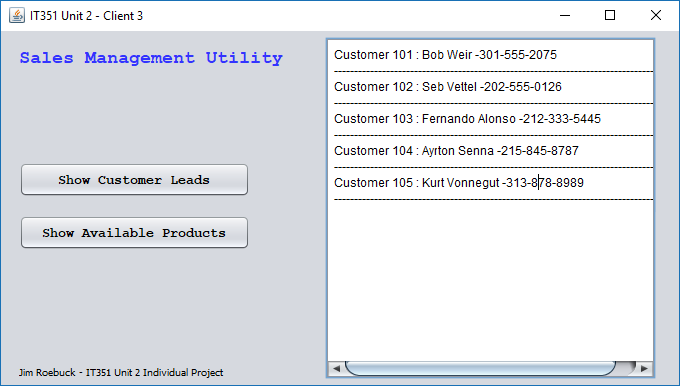 IT351 Unit 2 - Client 3
Sales Management Utility
Show Customer Leads
Show Available Products
Customer 101 : Bob Weir -301-555-2075
Customer 102 : Seb Vettel -202-555-0126
Customer 103 : Fernando Alonso -212-333-5445
Customer 104 : Ayrton Senna -215-845-8787
Customer 105 : Kurt Vonnegut -313-878-8989
Jim Roebuck - IT351 Unit 2 Individual Project